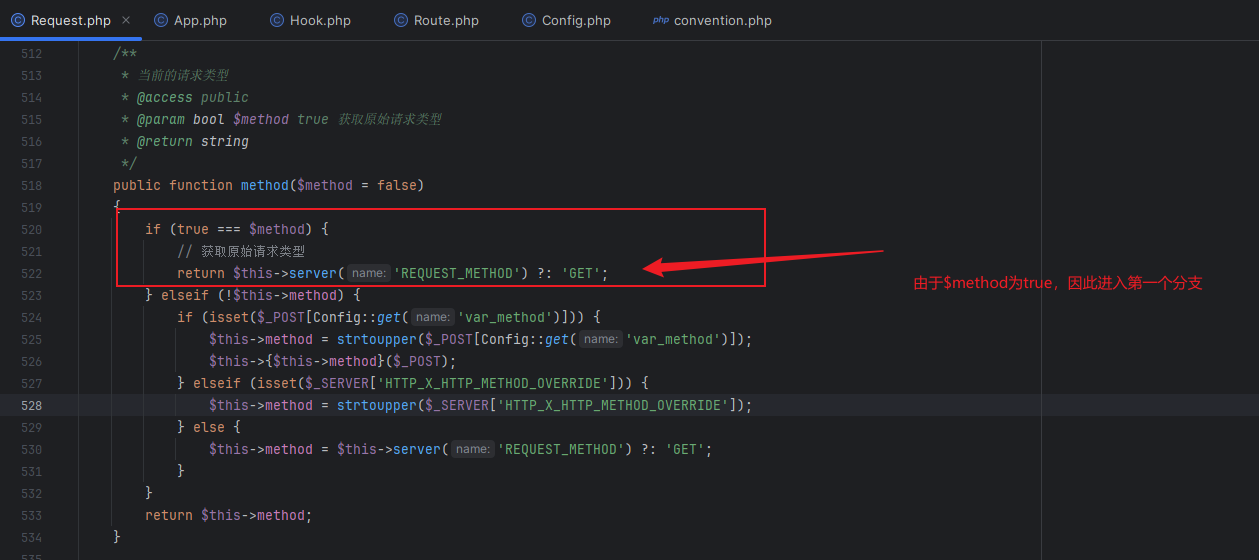 Request.php × App.php Hook.php Route.php Config.php php convention.php
512 /**
513 * 当前的请求类型
514 * @access public
515 * @param bool $method true 获取原始请求类型
516 * @return string
517 */
518 public function method($method = false)
519 {
520 if (true === $method) {
521 // 获取原始请求类型
522 return $this->server( name: 'REQUEST_METHOD') ?: 'GET';
523 } elseif (!$this->method) {
524 if (isset($_POST[Config::get( name: 'var_method')])) {
525 $this->method = strtoupper($_POST[Config::get( name: 'var_method')]);
526 $this->{$this->method}($_POST);
527 } elseif (isset($_SERVER['HTTP_X_HTTP_METHOD_OVERRIDE'])) {
528 $this->method = strtoupper($_SERVER['HTTP_X_HTTP_METHOD_OVERRIDE']);
529 } else {
530 $this->method = $this->server( name: 'REQUEST_METHOD') ?: 'GET';
531 }
532 }
533 return $this->method;
534 }
535
由于$method为true，因此进入第一个分支